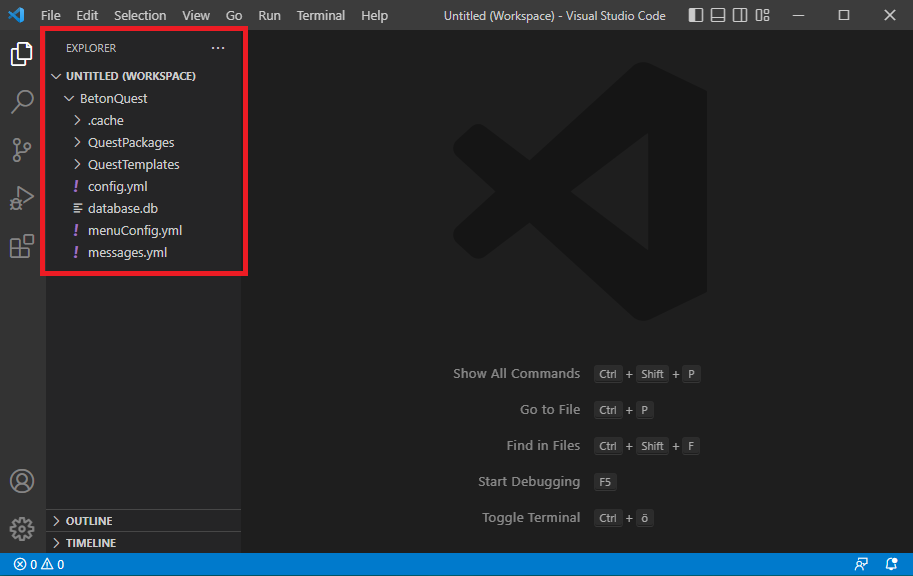 File Edit Selection View Go Run Terminal Help Untitled (Workspace) - Visual Studio Code
EXPLORER
UNTITLED (WORKSPACE)
BetonQuest
.cache
QuestPackages
QuestTemplates
! config.yml
database.db
! menuConfig.yml
! messages.yml
Show All Commands Ctrl + Shift + P
Go to File Ctrl + P
Find in Files Ctrl + Shift + F
Start Debugging F5
Toggle Terminal Ctrl + ö
OUTLINE
TIMELINE
0 0